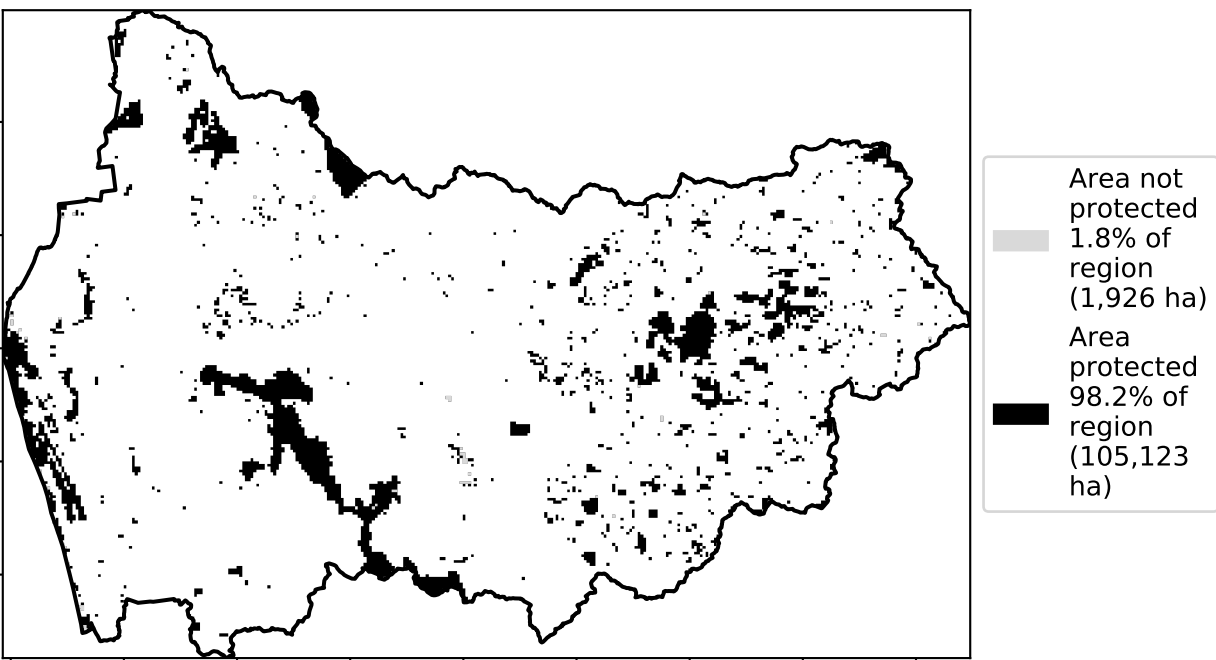 Area not
protected
1.8% of
region
(1,926 ha)
Area
protected
98.2% of
region
(105,123
ha)